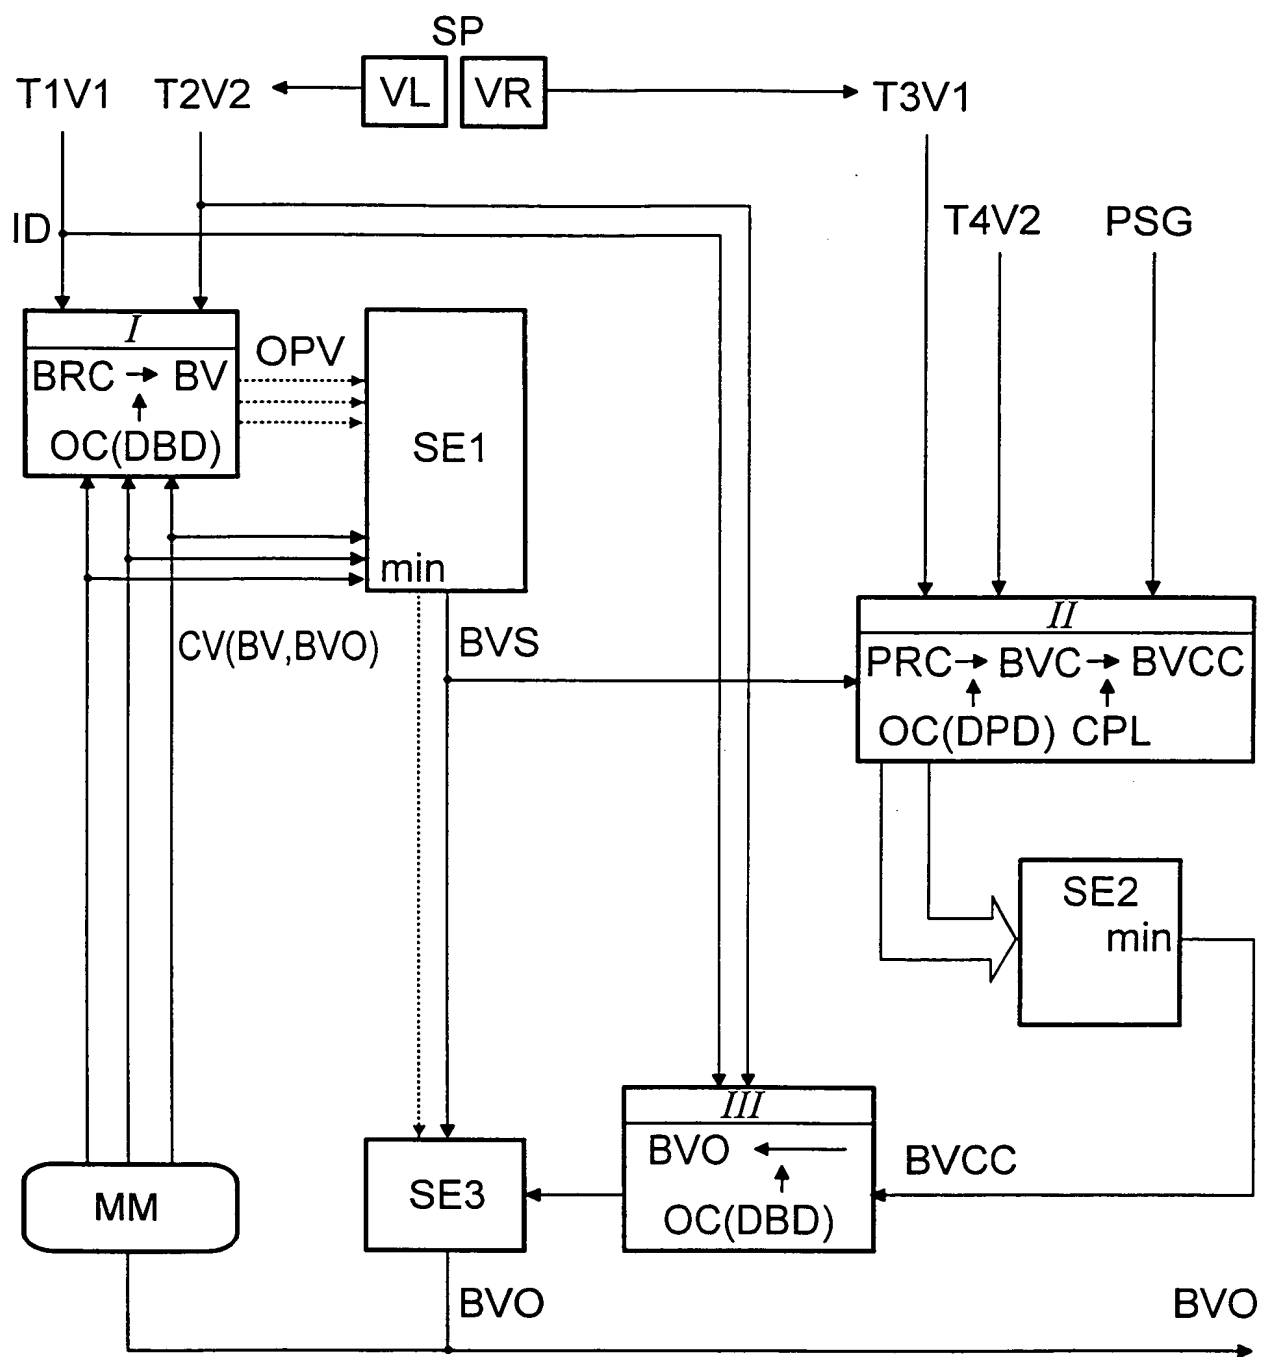 SP
T1V1 T2V2 VL VR T3V1
ID T4V2 PSG
I
OPV
BRC BV
OC(DBD)
SE1
min
CV(BV,BVO) BVS
II
PRC BVC BVCC
OC(DPD) CPL
SE2
min
III
BVO BVCC
MM SE3
OC(DBD)
BVO BVO